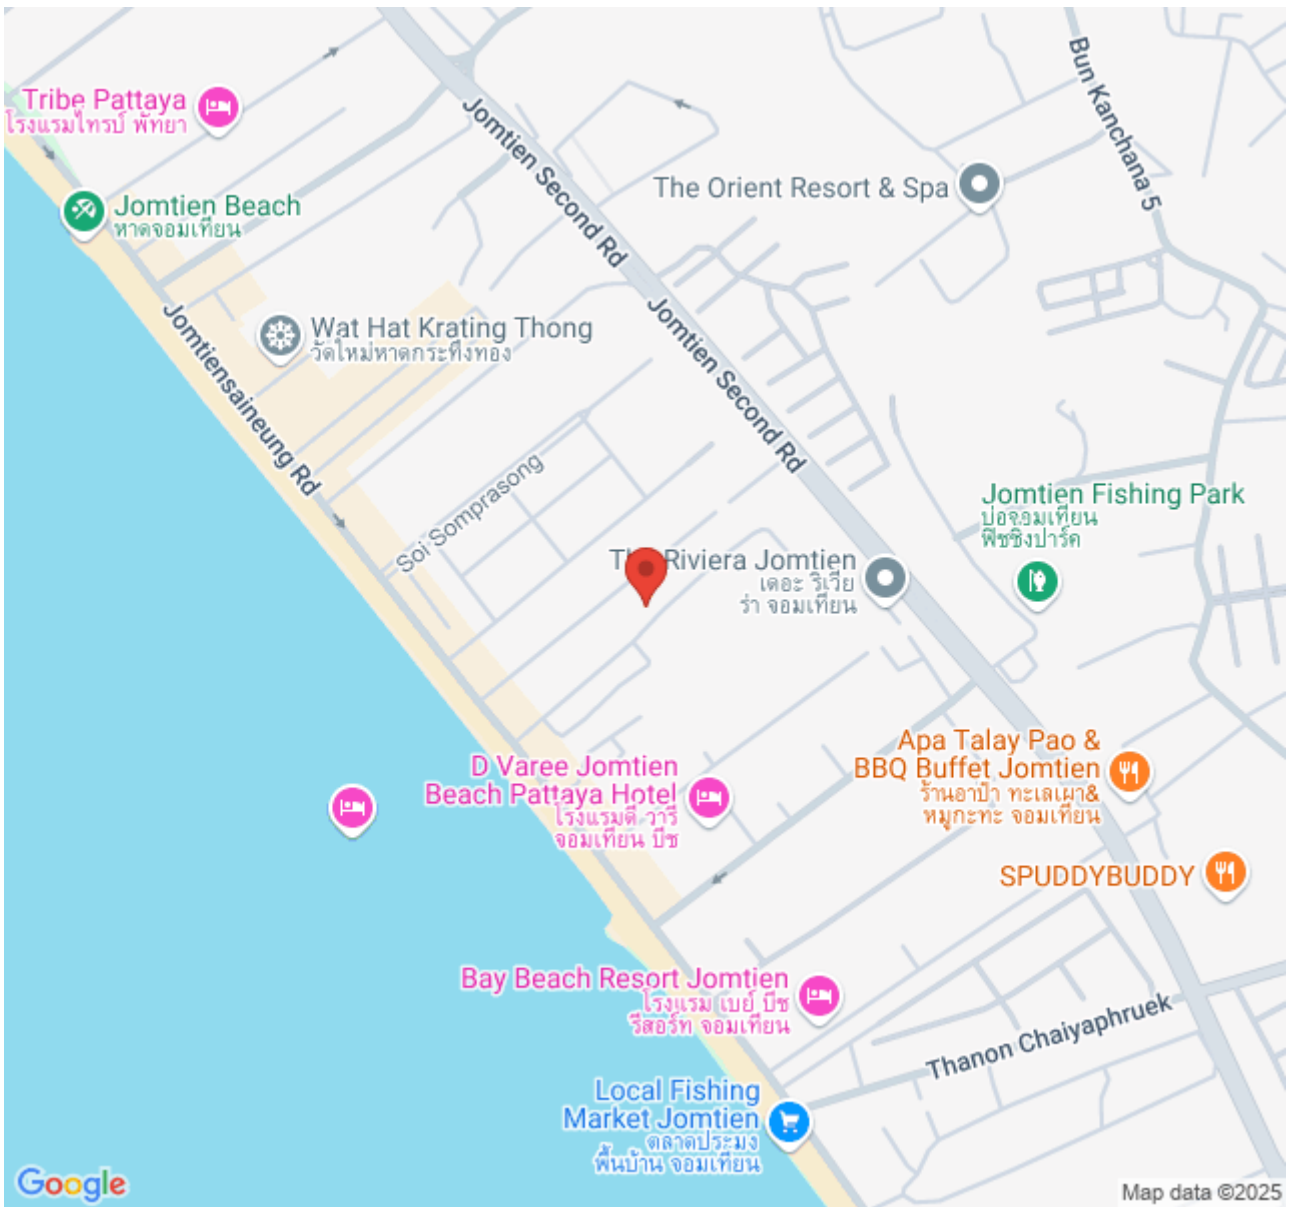 Bun Kanchana 5
Tribe Pattaya
โรงแรมไทรบ์ พัทยา
Jomtien Second Rd
The Orient Resort & Spa
Jomtien Beach
หาดจอมเทียน
Jomtiensaineung Rd
Wat Hat Krating Thong
วัดใหม่หาดกระทิงทอง
Jomtien Second Rd
Soi Somprasong
Jomtien Fishing Park
บ่อจอมเทียน
ฟิชชิ่งปาร์ค
Riviera Jomtien
เดอะ ริเวีย
ร่า จอมเทียน
Apa Talay Pao &
BBQ Buffet Jomtien
ร้านอาป๋า ทะเลเผา&
หมูกะทะ จอมเทียน
D Varee Jomtien
Beach Pattaya Hotel
โรงแรมดี วารี
จอมเทียน บีช
SPUDDYBUDDY
Bay Beach Resort Jomtien
โรงแรม เบย์ บีช
รีสอร์ท จอมเทียน
Thanon Chaiyaphruek
Local Fishing
Market Jomtien
ตลาดประมง
พื้นบ้าน จอมเทียน
Google
Map data ©2025